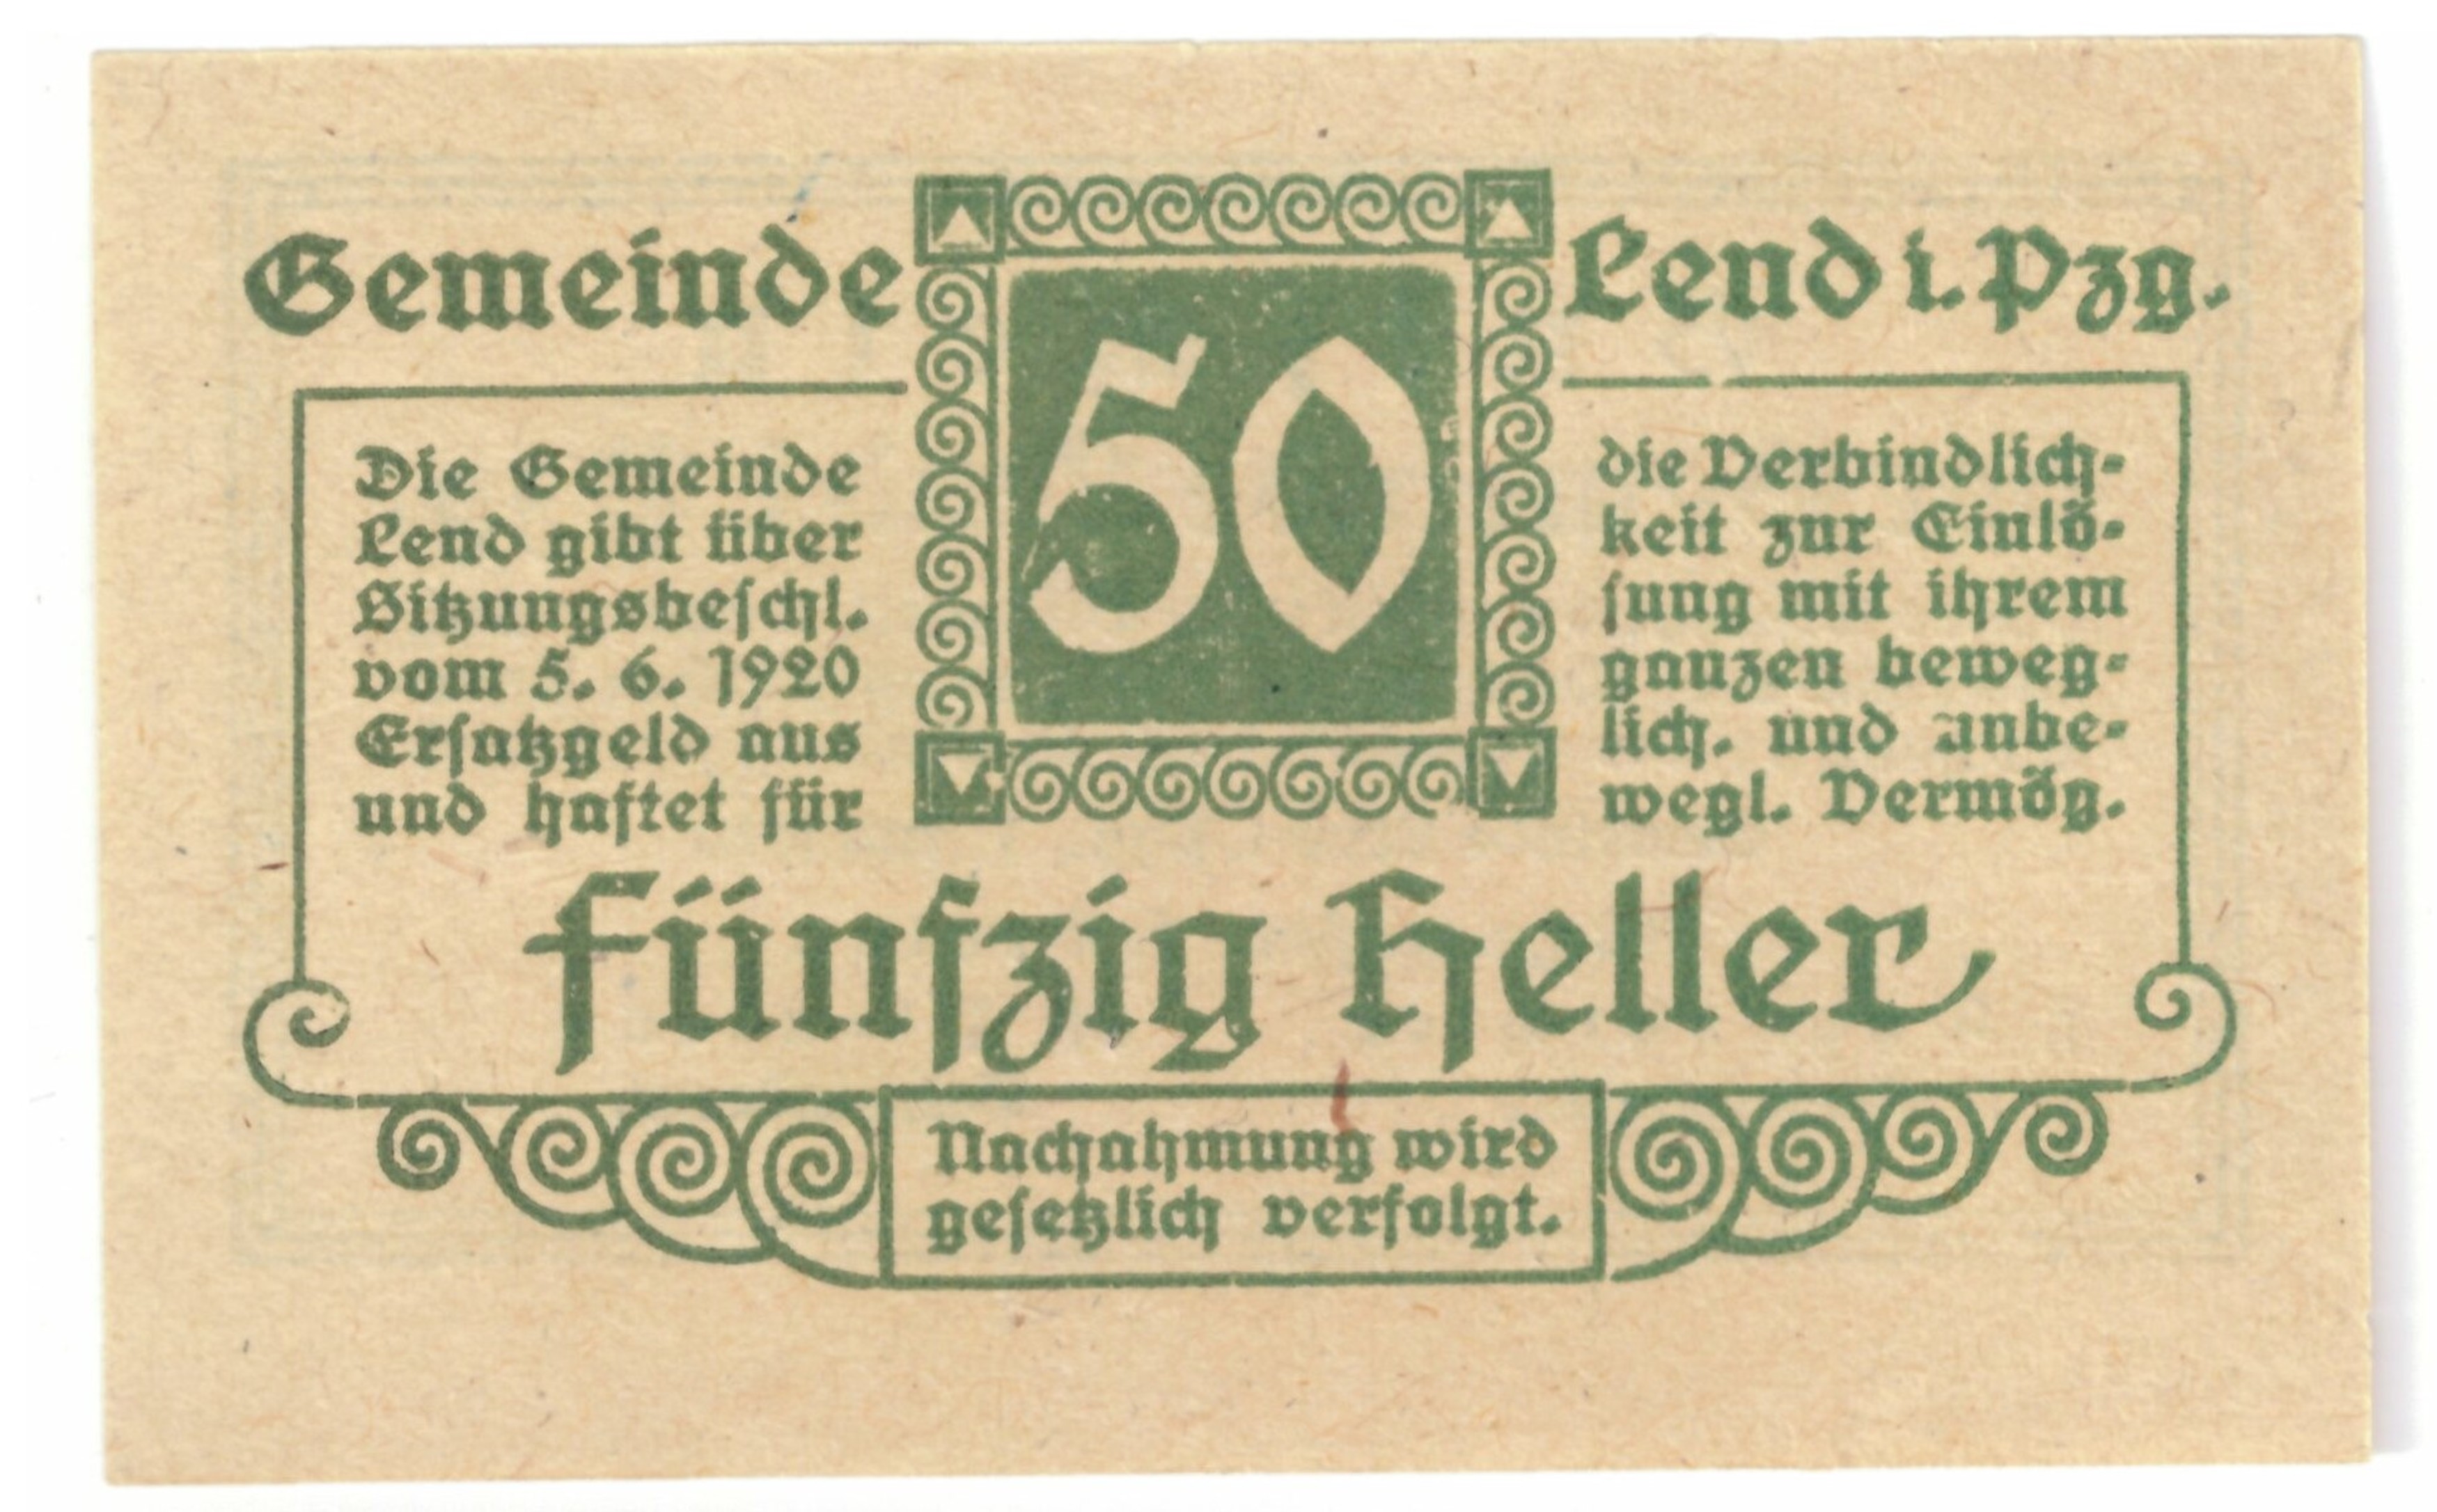 Gemeinde
Lend i. Pzg.
50
Die Gemeinde
Lend gibt über
Sitzungsbeschl.
vom 5. 6. 1920
Ersatzgeld aus
und haftet für
die Verbindlich-
keit zur Einlö-
sung mit ihrem
ganzen beweg-
lich. und unbe-
wegl. Vermög.
fünfzig Heller
Nachahmung wird
gesetzlich verfolgt.